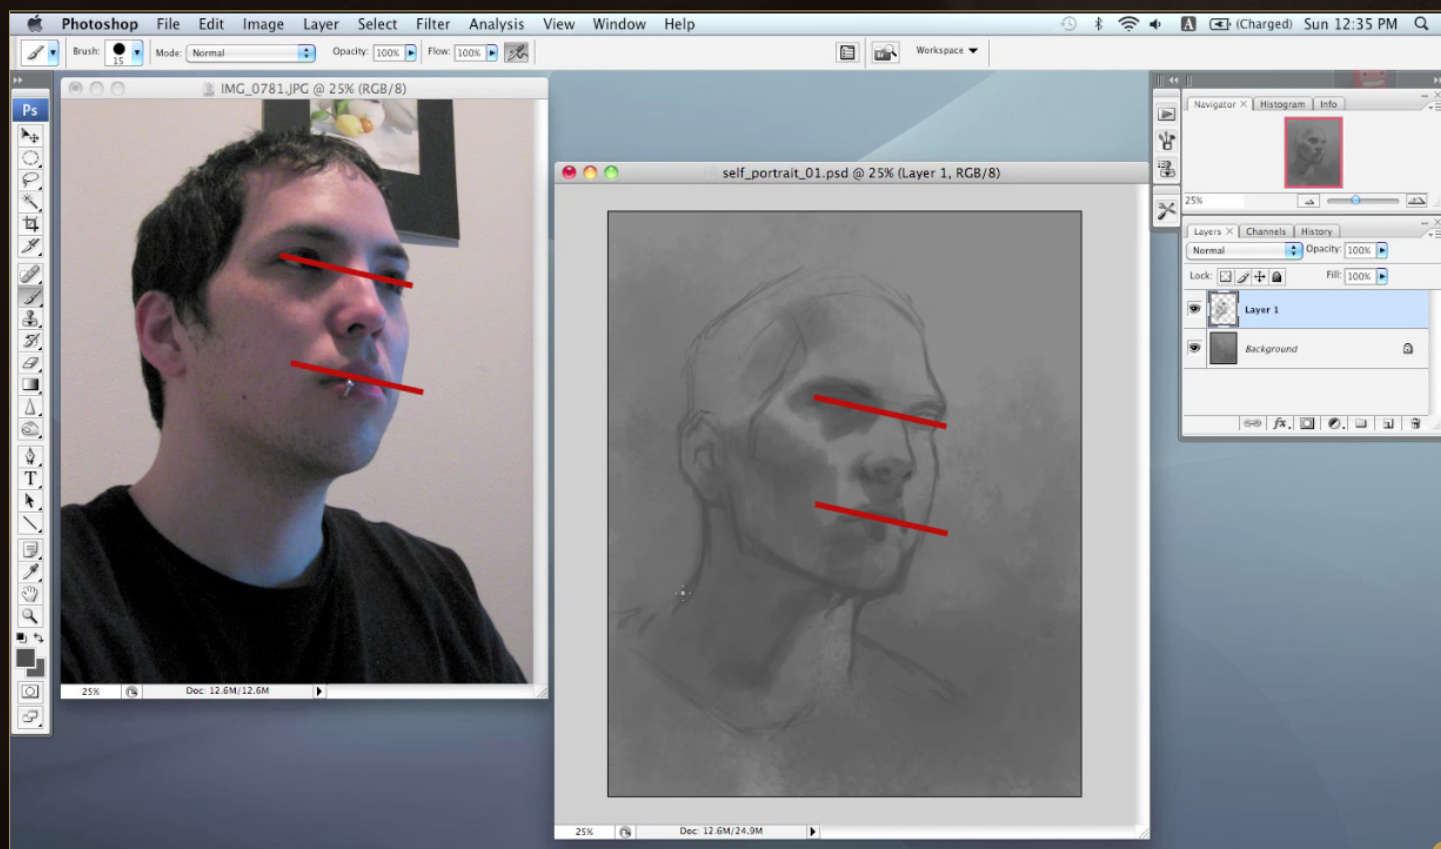 Photoshop File Edit Image Layer Select Filter Analysis View Window Help (Charged) Sun 12:35 PM
Brush: 15 Mode: Normal Opacity: 100% Flow: 100% Workspace
IMG_0781.JPG @ 25% (RGB/8)
Ps
T
25% Doc: 12.6M/12.6M
self_portrait_01.psd @ 25% (Layer 1, RGB/8)
25% Doc: 12.6M/24.9M
Navigator Histogram Info
25%
Layers Channels History
Normal Opacity: 100%
Lock: Fill: 100%
Layer 1
Background
fx.